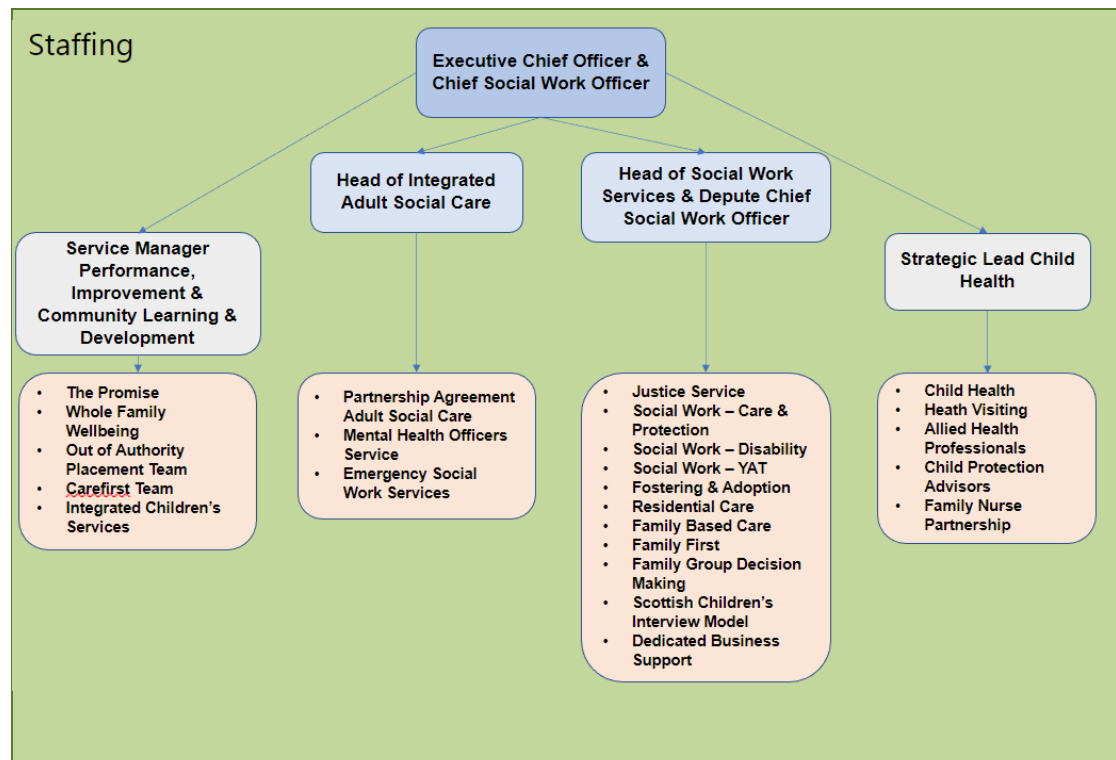 Staffing
Executive Chief Officer &
Chief Social Work Officer
Head of Integrated
Adult Social Care
Head of Social Work
Services & Depute Chief
Social Work Officer
Service Manager
Performance,
Improvement &
Community Learning &
Development
Strategic Lead Child
Health
• The Promise
• Whole Family
Wellbeing
• Out of Authority
Placement Team
• Carefirst Team
• Integrated Children's
Services
• Partnership Agreement
Adult Social Care
• Mental Health Officers
Service
• Emergency Social
Work Services
• Justice Service
• Social Work – Care &
Protection
• Social Work – Disability
• Social Work – YAT
• Fostering & Adoption
• Residential Care
• Family Based Care
• Family First
• Family Group Decision
Making
• Scottish Children's
Interview Model
• Dedicated Business
Support
• Child Health
• Heath Visiting
• Allied Health
Professionals
• Child Protection
Advisors
• Family Nurse
Partnership